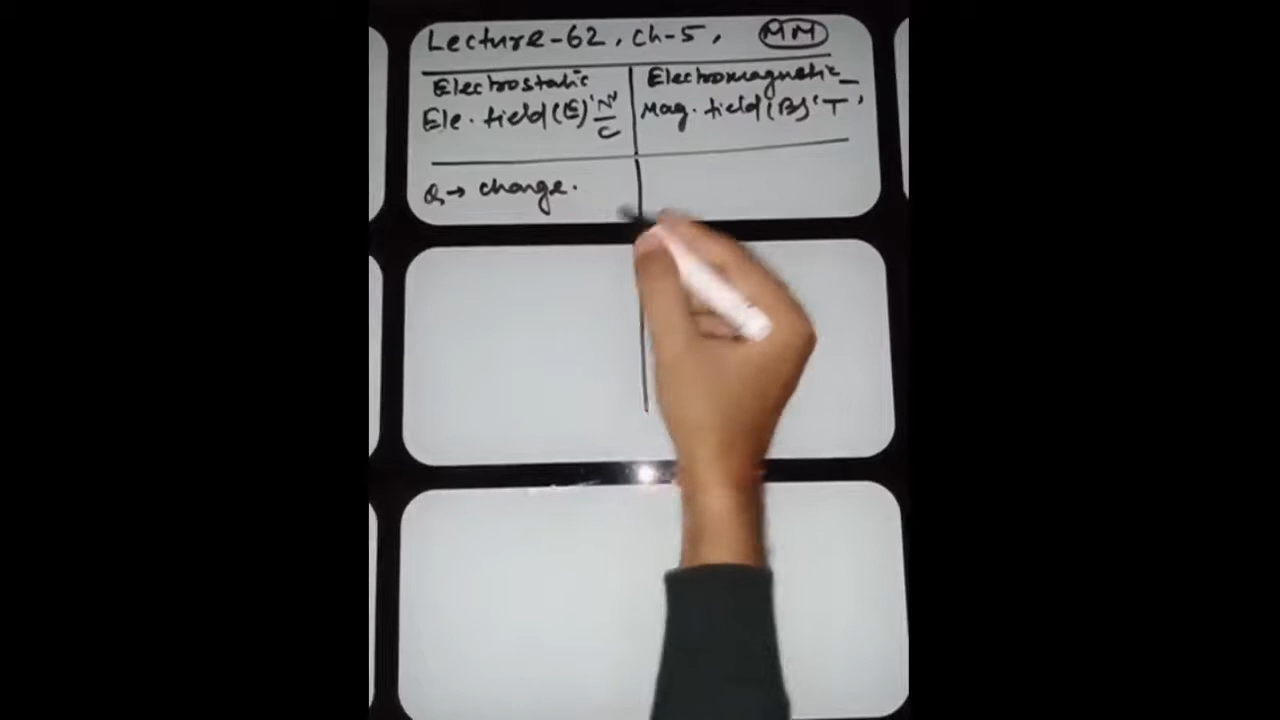 Lecture-62, Ch-5, MM
Electrostatic
Ele. field (E) 'N/C'
Electromagnetic
Mag. field (B) 'T'
Q → charge.